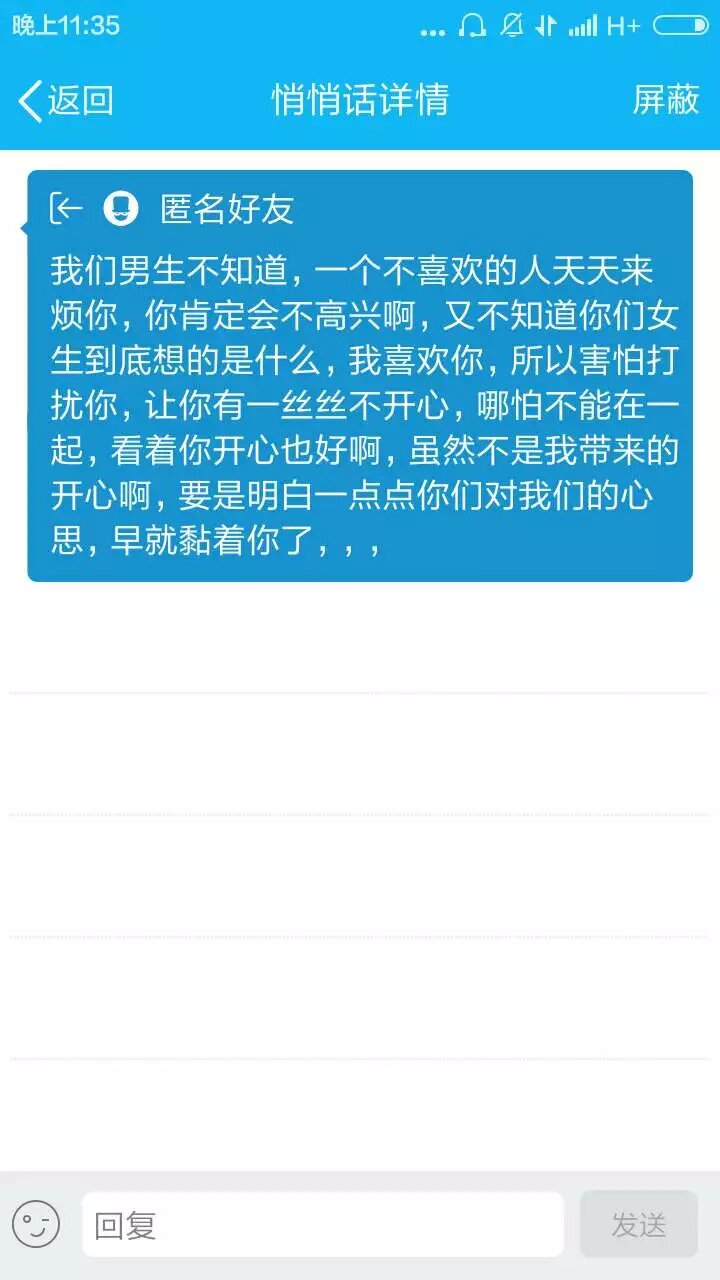 晚上11:35
... H+
返回 悄悄话详情 屏蔽
匿名好友
我们男生不知道，一个不喜欢的人天天来
烦你，你肯定会不高兴啊，又不知道你们女
生到底想的是什么，我喜欢你，所以害怕打
扰你，让你有一丝丝不开心，哪怕不能在一
起，看着你开心也好啊，虽然不是我带来的
开心啊，要是明白一点点你们对我们的心
思，早就黏着你了，，，
回复 发送